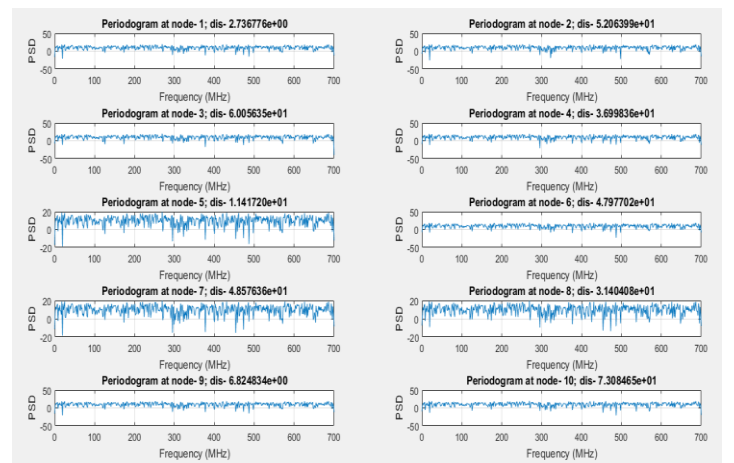 Periodogram at node- 1; dis- 2.736776e+00
50
0
-50
PSD
0 100 200 300 400 500 600 700
Frequency (MHz)
Periodogram at node- 2; dis- 5.206399e+01
50
0
-50
PSD
0 100 200 300 400 500 600 700
Frequency (MHz)
Periodogram at node- 3; dis- 6.005635e+01
50
0
-50
PSD
0 100 200 300 400 500 600 700
Frequency (MHz)
Periodogram at node- 4; dis- 3.699836e+01
50
0
-50
PSD
0 100 200 300 400 500 600 700
Frequency (MHz)
Periodogram at node- 5; dis- 1.141720e+01
20
0
-20
PSD
0 100 200 300 400 500 600 700
Frequency (MHz)
Periodogram at node- 6; dis- 4.797702e+01
50
0
-50
PSD
0 100 200 300 400 500 600 700
Frequency (MHz)
Periodogram at node- 7; dis- 4.857636e+01
20
0
-20
PSD
0 100 200 300 400 500 600 700
Frequency (MHz)
Periodogram at node- 8; dis- 3.140408e+01
20
0
-20
PSD
0 100 200 300 400 500 600 700
Frequency (MHz)
Periodogram at node- 9; dis- 6.824834e+00
50
0
-50
PSD
0 100 200 300 400 500 600 700
Frequency (MHz)
Periodogram at node- 10; dis- 7.308465e+01
50
0
-50
PSD
0 100 200 300 400 500 600 700
Frequency (MHz)